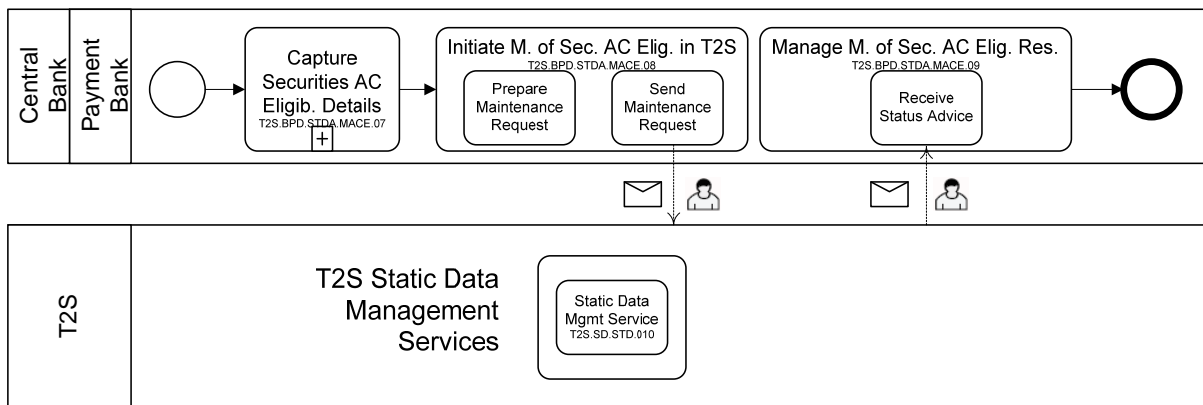 Central
Bank
Payment
Bank
Capture
Securities AC
Eligib. Details
T2S.BPD.STDA.MACE.07
+
Initiate M. of Sec. AC Elig. in T2S
T2S.BPD.STDA.MACE.08
Prepare
Maintenance
Request
Send
Maintenance
Request
Manage M. of Sec. AC Elig. Res.
T2S.BPD.STDA.MACE.09
Receive
Status Advice
T2S
T2S Static Data
Management
Services
Static Data
Mgmt Service
T2S.SD.STD.010